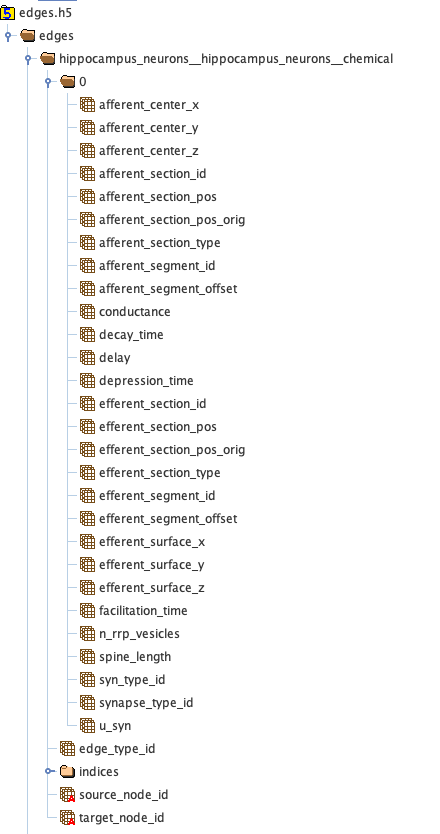 edges.h5
edges
hippocampus_neurons__hippocampus_neurons__chemical
0
afferent_center_x
afferent_center_y
afferent_center_z
afferent_section_id
afferent_section_pos
afferent_section_pos_orig
afferent_section_type
afferent_segment_id
afferent_segment_offset
conductance
decay_time
delay
depression_time
efferent_section_id
efferent_section_pos
efferent_section_pos_orig
efferent_section_type
efferent_segment_id
efferent_segment_offset
efferent_surface_x
efferent_surface_y
efferent_surface_z
facilitation_time
n_rrp_vesicles
spine_length
syn_type_id
synapse_type_id
u_syn
edge_type_id
indices
source_node_id
target_node_id